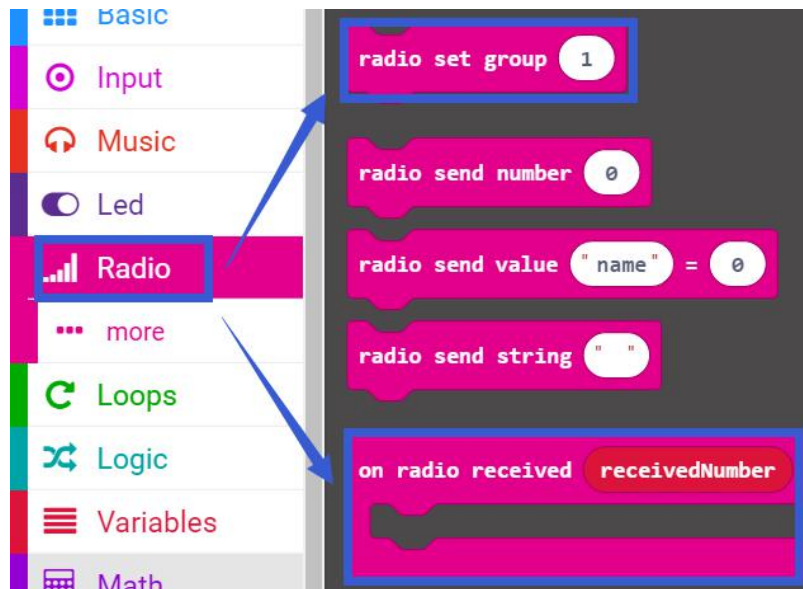 Basic
Input
Music
Led
Radio
more
Loops
Logic
Variables
Math
radio set group 1
radio send number 0
radio send value "name" = 0
radio send string " "
on radio received receivedNumber